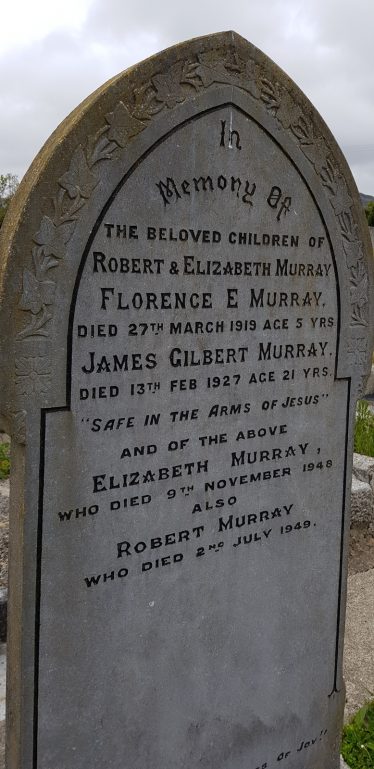 In
Memory Of
THE BELOVED CHILDREN OF
ROBERT & ELIZABETH MURRAY
FLORENCE E MURRAY.
DIED 27TH MARCH 1919 AGE 5 YRS
JAMES GILBERT MURRAY.
DIED 13TH FEB 1927 AGE 21 YRS.
"SAFE IN THE ARMS OF JESUS"
AND OF THE ABOVE
ELIZABETH MURRAY,
WHO DIED 9TH NOVEMBER 1948
ALSO
ROBERT MURRAY
WHO DIED 2ND JULY 1949.
OF JOY."